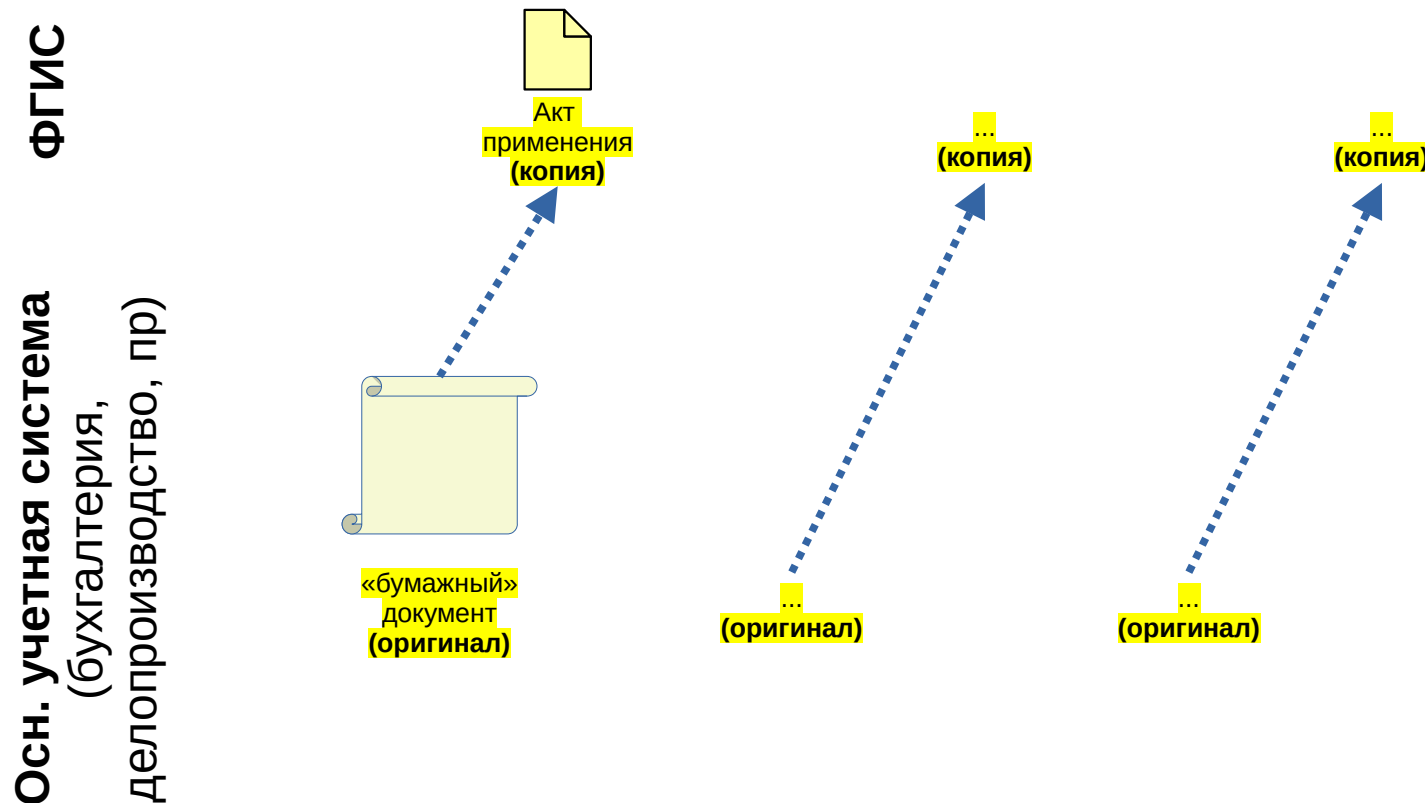 ФГИС
Акт
применения
(копия)
...
(копия)
...
(копия)
Осн. учетная система
(бухгалтерия,
делопроизводство, пр)
«бумажный»
документ
(оригинал)
...
(оригинал)
...
(оригинал)